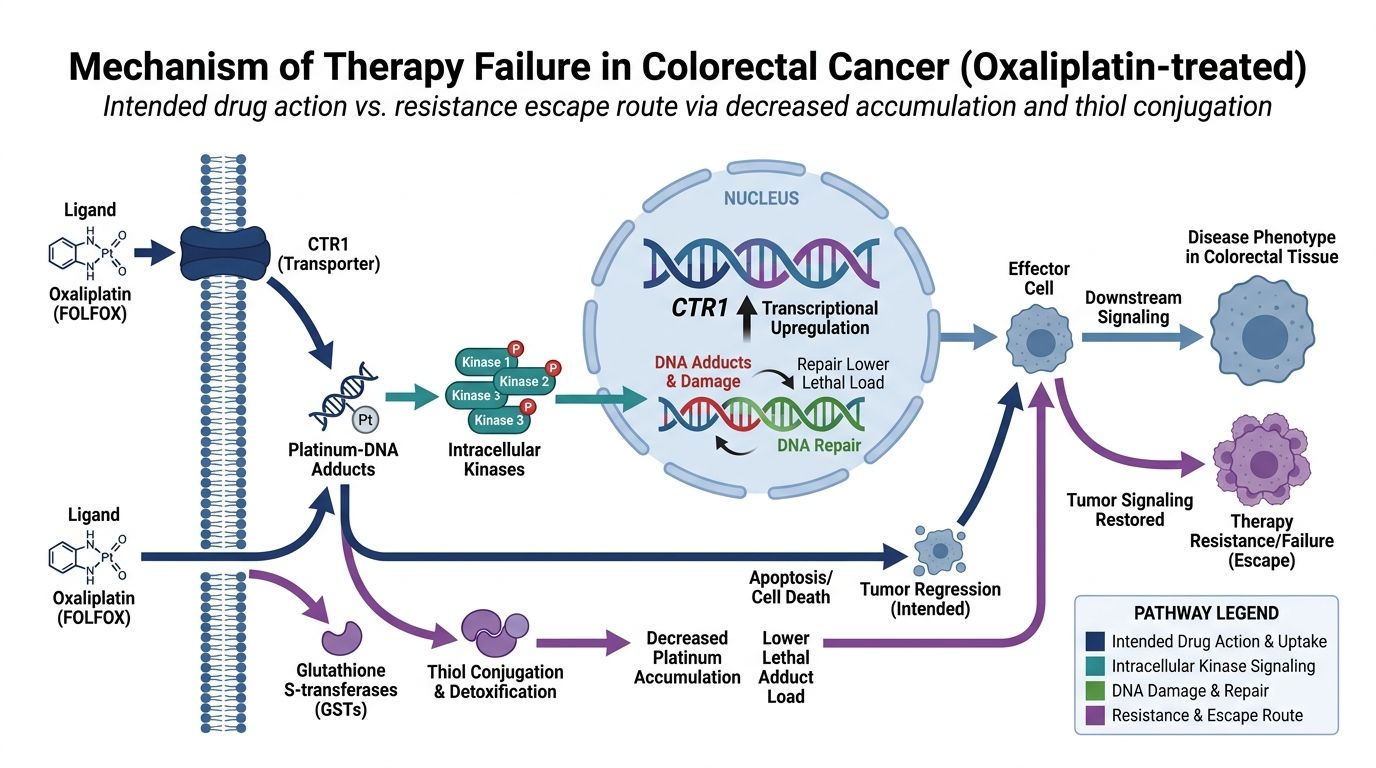 Mechanism of Therapy Failure in Colorectal Cancer (Oxaliplatin-treated)
Intended drug action vs. resistance escape route via decreased accumulation and thiol conjugation
Ligand
H
N
Pt
O
O
N
H
Oxaliplatin
(FOLFOX)
CTR1
(Transporter)
Pt
Platinum-DNA
Adducts
Kinase 1
P
Kinase 2
P
Kinase 3
Kinase 3
P
Intracellular
Kinases
NUCLEUS
CTR1
Transcriptional
Upregulation
DNA Adducts
& Damage
Repair Lower
Lethal Load
DNA Repair
Effector
Cell
Downstream
Signaling
Disease Phenotype
in Colorectal Tissue
Ligand
H
N
Pt
O
O
N
H
Oxaliplatin
(FOLFOX)
Glutathione
S-transferases
(GSTs)
Thiol Conjugation
& Detoxification
Decreased
Platinum
Accumulation
Lower
Lethal
Adduct
Load
Apoptosis/
Cell Death
Tumor Regression
(Intended)
Tumor Signaling
Restored
Therapy
Resistance/Failure
(Escape)
PATHWAY LEGEND
Intended Drug Action & Uptake
Intracellular Kinase Signaling
DNA Damage & Repair
Resistance & Escape Route